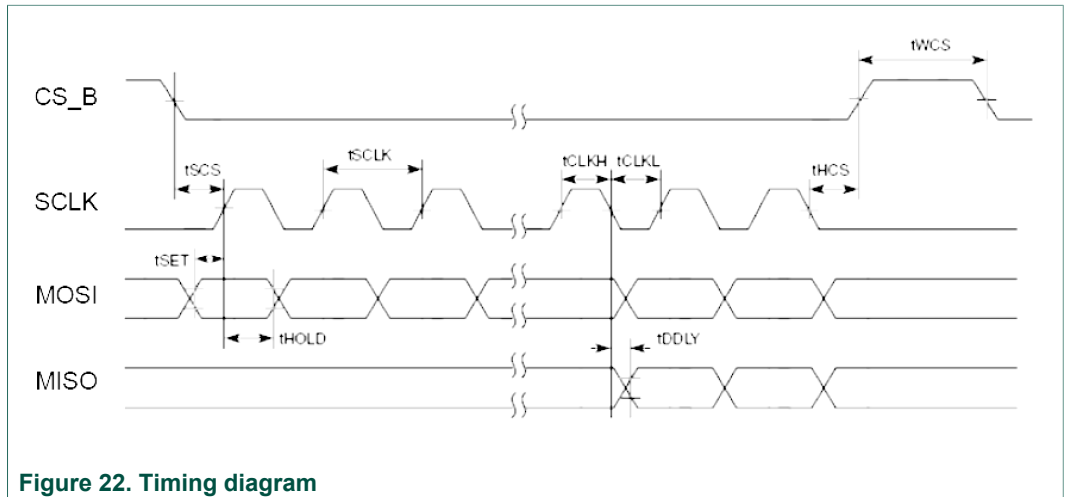 tWCS
CS_B
tSCS
tSCLK
tCLKH
tCLKL
tHCS
SCLK
tSET
MOSI
tHOLD
tDDLY
MISO
Figure 22. Timing diagram